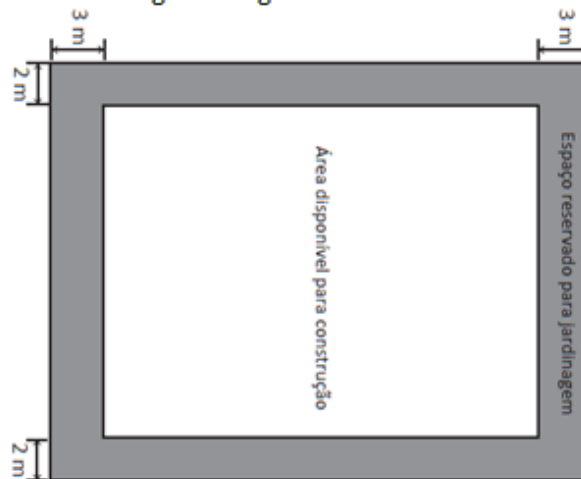 3 m
3 m
2 m
Espaço reservado para jardinagem
Área disponível para construção
2 m